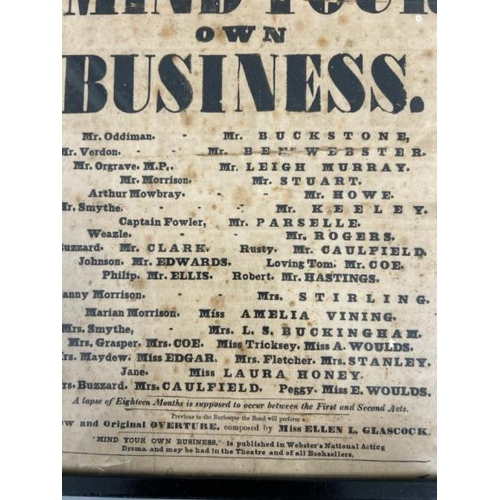 MIND YOUR
OWN
BUSINESS.
Mr. Oddiman. - Mr. BUCKSTONE,
Mr. Verdon. - Mr. BENn WEBSTER.
Mr. Orgrave. M.P.. Mr. LEIGH MURRAY.
Mr. Morrison. Mr. STUART.
Arthur Mowbray. - Mr. HOWE.
Mr. Smythe. - - Mr. KEELEY.
Captain Fowler, Mr. PARSELLE.
Weazle. - - Mr. ROGERS.
Buzzard. Mr. CLARK. Rusty. Mr. CAULFIELD.
Johnson. Mr. EDWARDS. Loving Tom. Mr. COE.
Philip. Mr. ELLIS. Robert. Mr. HASTINGS.
anny Morrison. - - Mrs. STIRLING.
Marian Morrison, Miss AMELIA VINING.
Mrs. Smythe, - Mrs. L. S. BUCKINGHAM.
Mrs. Grasper. Mrs. COE. Miss Tricksey. Miss A. WOULDS.
Mrs. Maydew. Miss EDGAR. Mrs. Fletcher. Mrs. STANLEY.
Jane. Miss LAURA HONEY.
rs. Buzzard. Mrs. CAULFIELD. Peggy. Miss E. WOULDS.
A lapse of Eighteen Months is supposed to occur between the First and Second Acts.
Previous to the Burlesque the Band will perform a
ew and Original OVERTURE. composed by Miss ELLEN L. GLASCOCK.
"MIND YOUR OWN BUSINESS." is published in Webster's National Acting
Drama. and may be had in the Theatre and of all Booksellers.